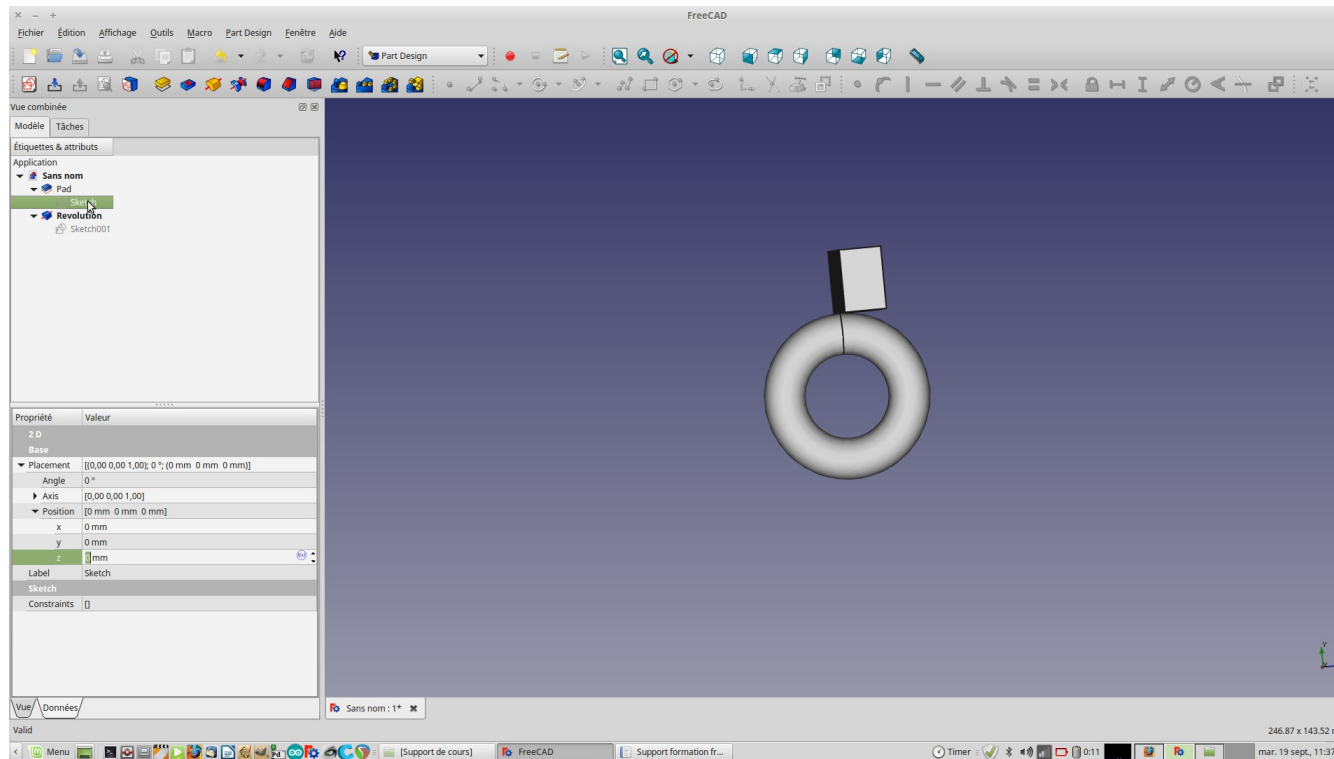 FreeCAD
Fichier Édition Affichage Outils Macro Part Design Fenêtre Aide
Part Design
Vue combinée
Modèle Tâches
Étiquettes & attributs
Application
Sans nom
Pad
Sketch
Revolution
Sketch001
Propriété Valeur
2 D
Base
Placement [(0,00 0,00 1,00); 0 °; (0 mm 0 mm 0 mm)]
Angle 0 °
Axis [0,00 0,00 1,00]
Position [0 mm 0 mm 0 mm]
x 0 mm
y 0 mm
z 0 mm
Label Sketch
Sketch
Constraints []
Y
Vue Données
Sans nom : 1*
Valid
246.87 x 143.52
Menu [Support de cours] FreeCAD Support formation fr... Timer 0:11 mar. 19 sept., 11:37